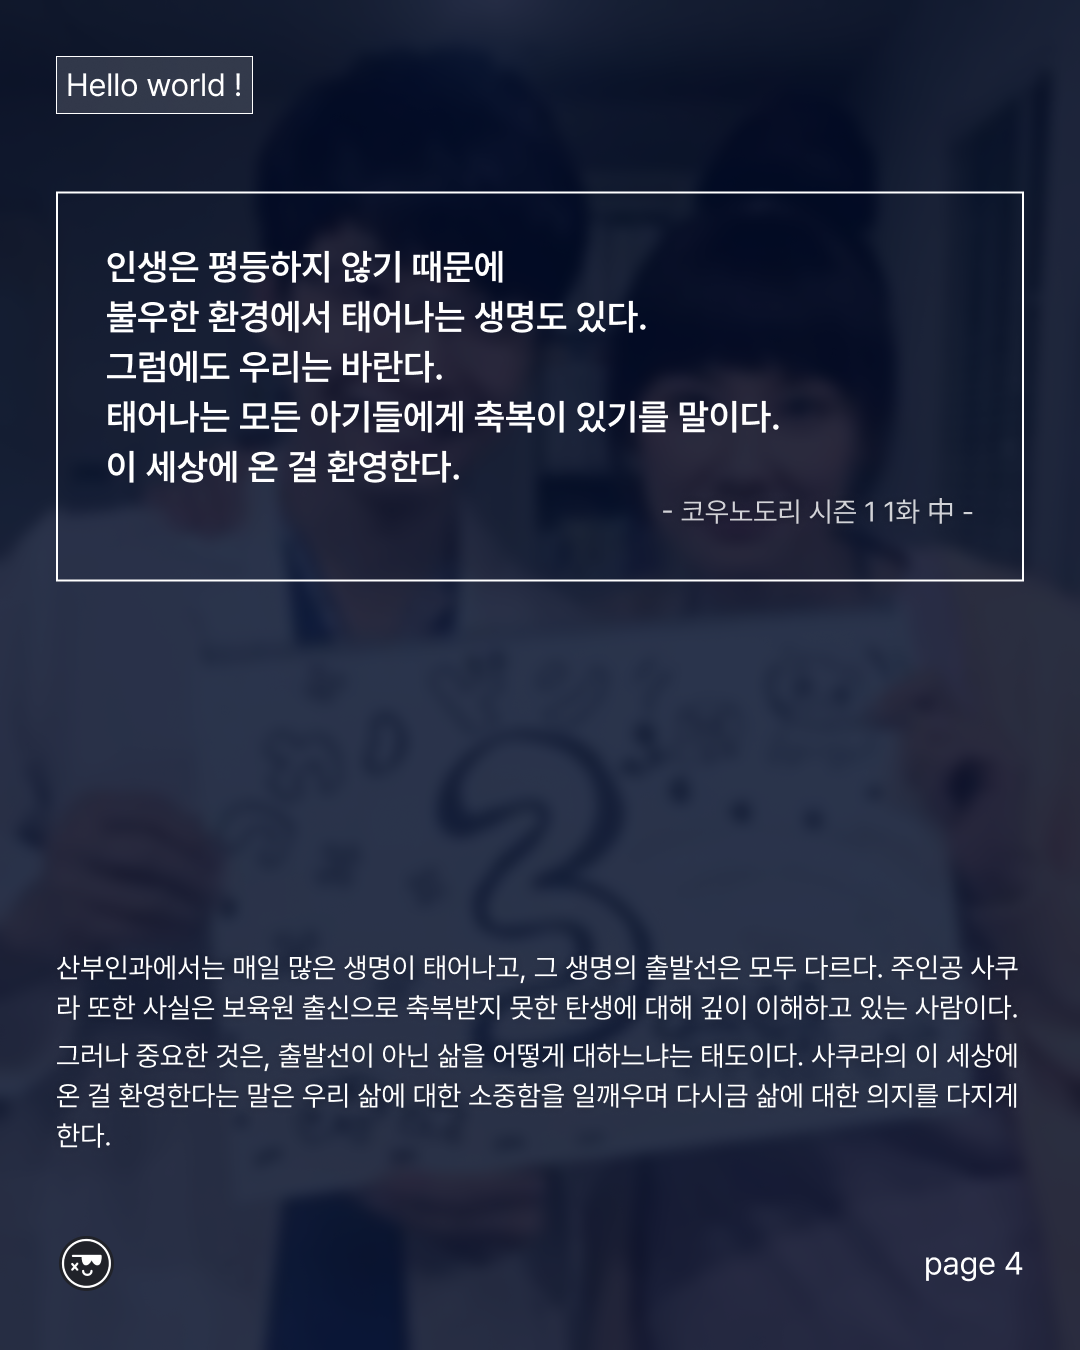 Hello world !
인생은 평등하지 않기 때문에
불우한 환경에서 태어나는 생명도 있다.
그럼에도 우리는 바란다.
태어나는 모든 아기들에게 축복이 있기를 말이다.
이 세상에 온 걸 환영한다.
- 코우노도리 시즌 1 1화 中 -
3
산부인과에서는 매일 많은 생명이 태어나고, 그 생명의 출발선은 모두 다르다. 주인공 사쿠
라 또한 사실은 보육원 출신으로 축복받지 못한 탄생에 대해 깊이 이해하고 있는 사람이다.
그러나 중요한 것은, 출발선이 아닌 삶을 어떻게 대하느냐는 태도이다. 사쿠라의 이 세상에
온 걸 환영한다는 말은 우리 삶에 대한 소중함을 일깨우며 다시금 삶에 대한 의지를 다지게
한다.
page 4